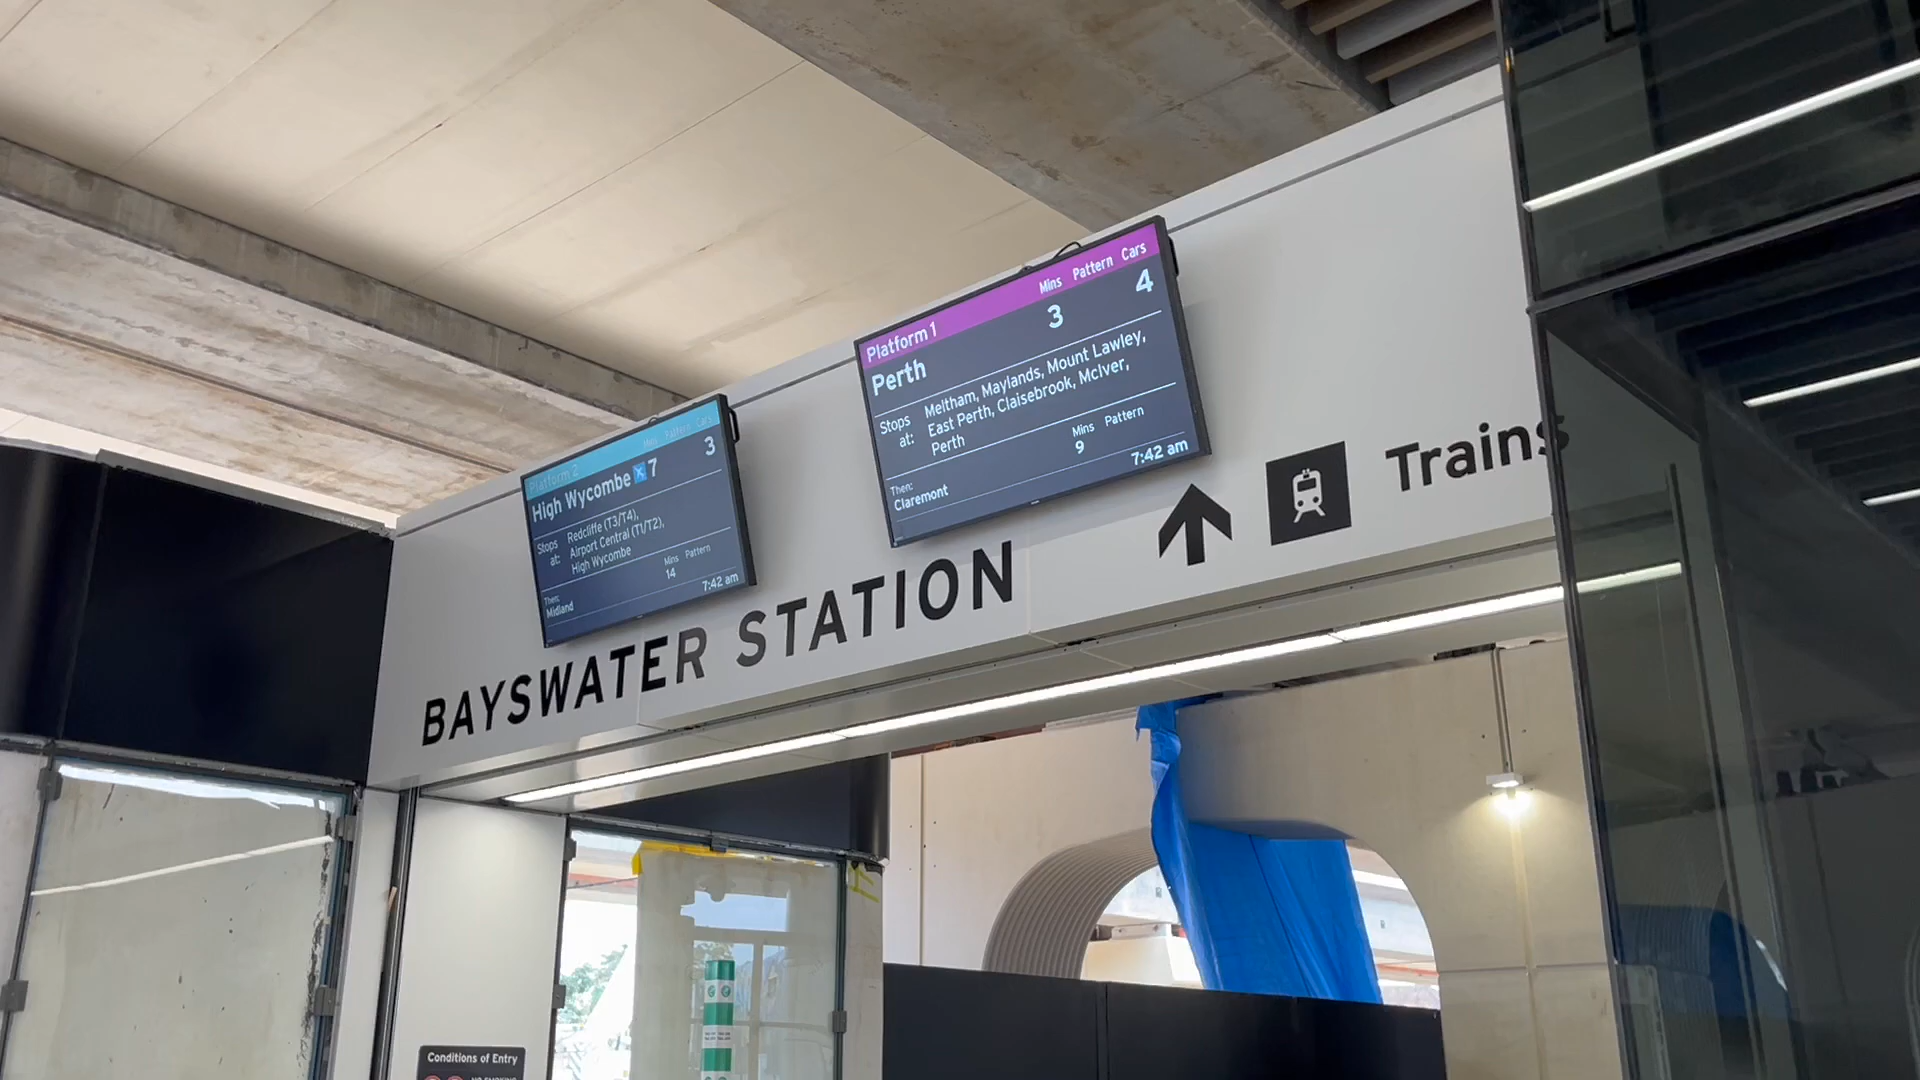 Platform 2 Mins Pattern Cars
High Wycombe 7 3
Stops at: Redcliffe (T3/T4),
Airport Central (T1/T2),
High Wycombe
Mins Pattern
Then: 14
Midland
7:42 am
Platform 1 Mins Pattern Cars
Perth 3 4
Stops at: Meltham, Maylands, Mount Lawley,
East Perth, Claisebrook, McIver,
Perth
Mins Pattern
Then: 9
Claremont
7:42 am
BAYSWATER STATION
Trains
Conditions of Entry
NO SMOKING